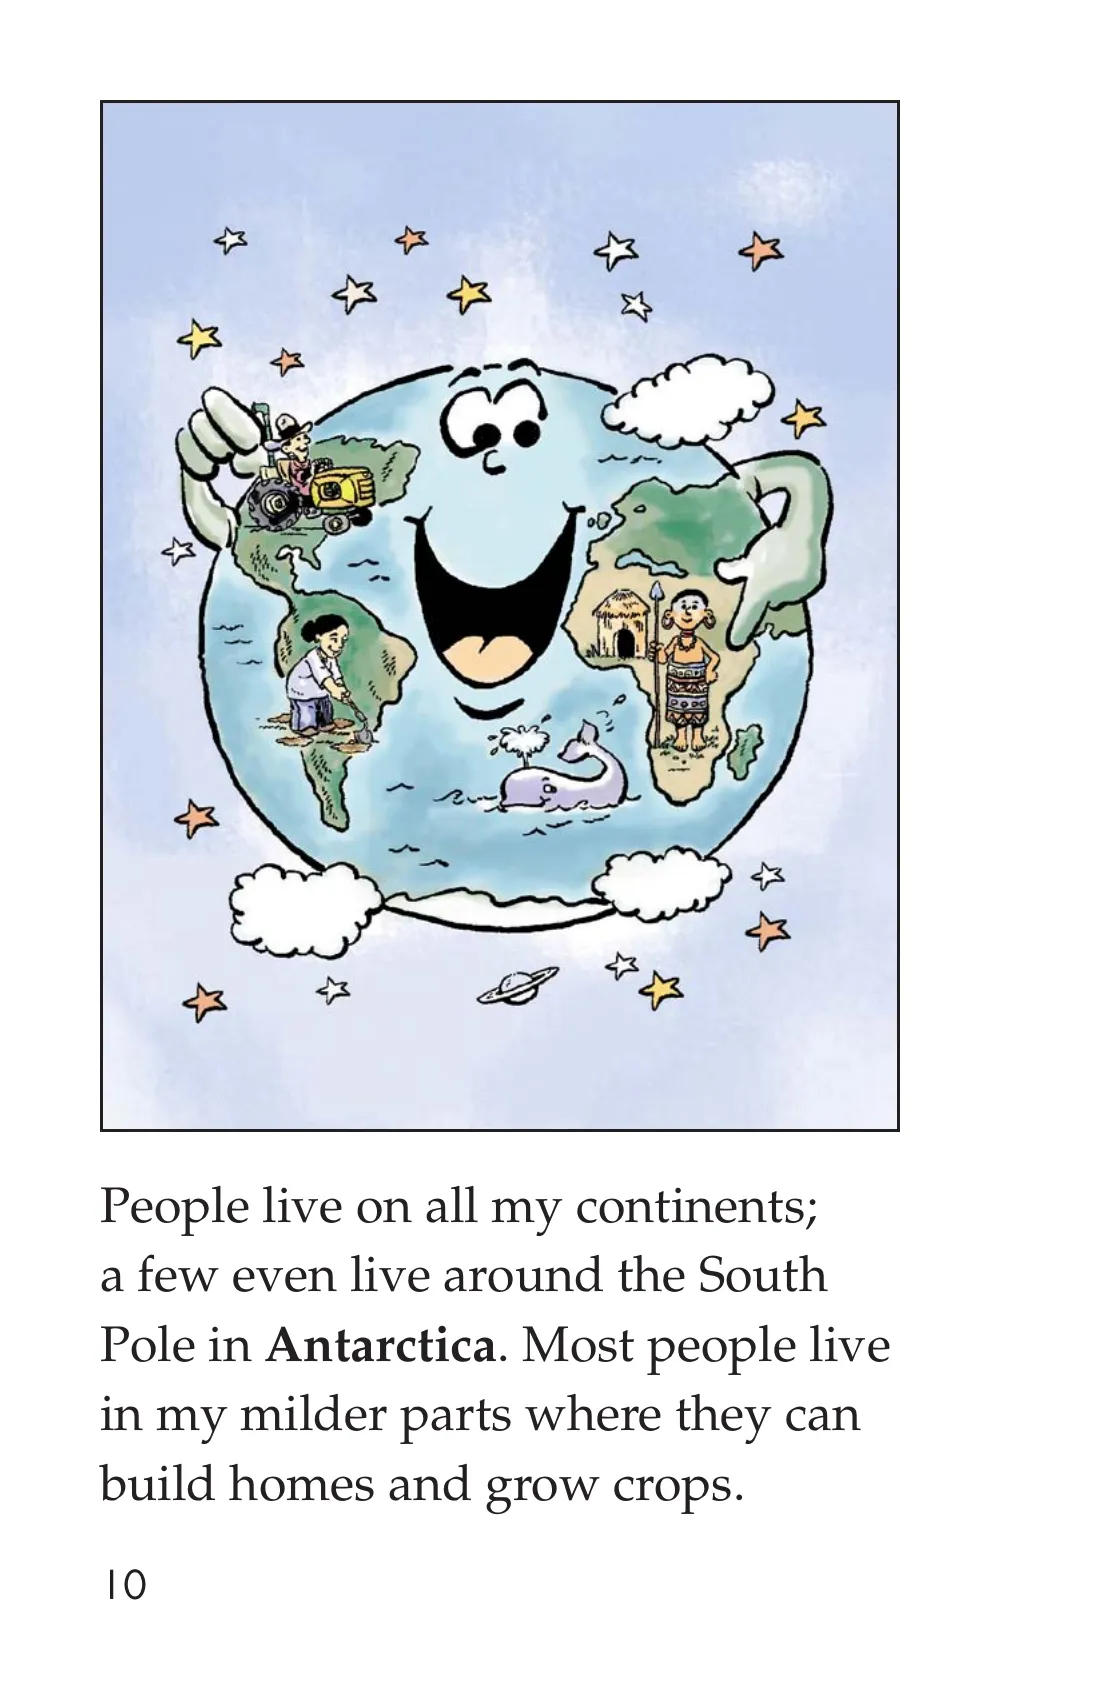 People live on all my continents;
a few even live around the South
Pole in Antarctica. Most people live
in my milder parts where they can
build homes and grow crops.
10